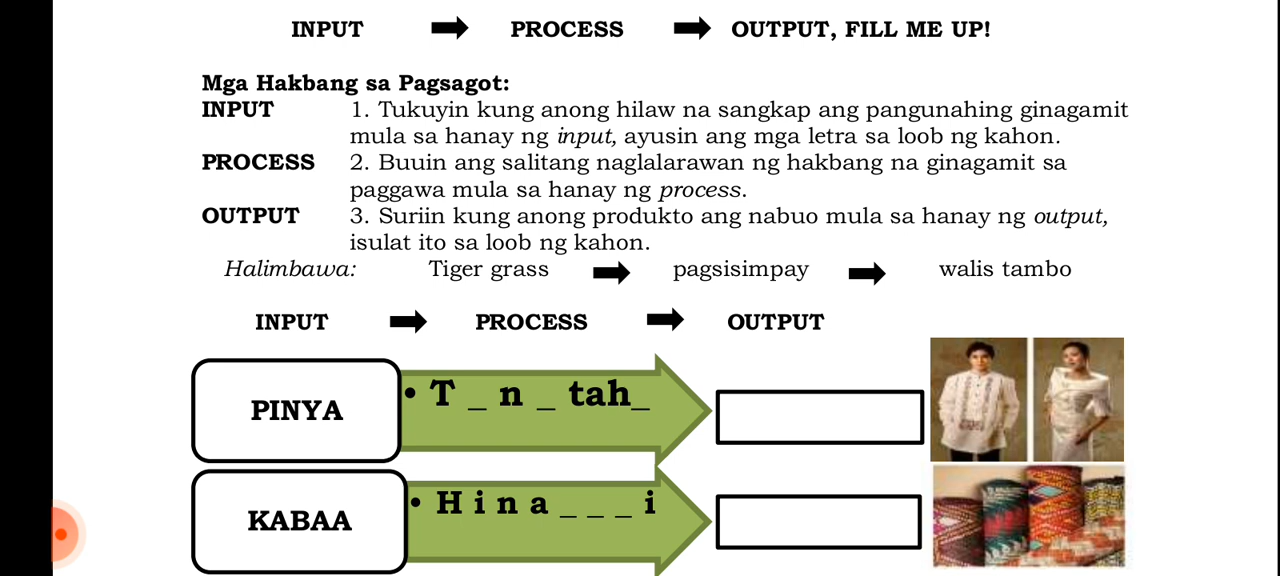 INPUT PROCESS OUTPUT, FILL ME UP!
Mga Hakbang sa Pagsagot:
INPUT 1. Tukuyin kung anong hilaw na sangkap ang pangunahing ginagamit
mula sa hanay ng input, ayusin ang mga letra sa loob ng kahon.
PROCESS 2. Buuin ang salitang naglalarawan ng hakbang na ginagamit sa
paggawa mula sa hanay ng process.
OUTPUT 3. Suriin kung anong produkto ang nabuo mula sa hanay ng output,
isulat ito sa loob ng kahon.
Halimbawa: Tiger grass pagsisimpay walis tambo
INPUT PROCESS OUTPUT
PINYA • T _ n _ tah_
KABAA • H i n a _ _ _ i